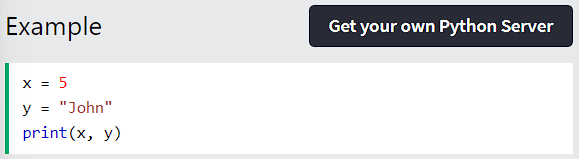 Example
Get your own Python Server
x = 5
y = "John"
print(x, y)